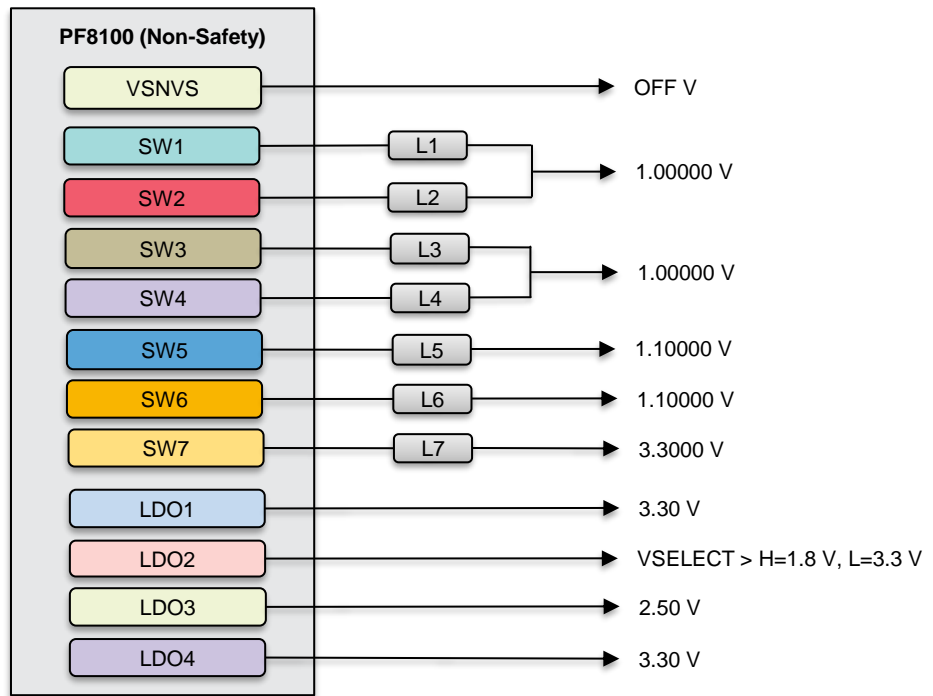 PF8100 (Non-Safety)
VSNVS
OFF V
SW1
L1
1.00000 V
SW2
L2
SW3
L3
1.00000 V
SW4
L4
SW5
L5
1.10000 V
SW6
L6
1.10000 V
SW7
L7
3.3000 V
LDO1
3.30 V
LDO2
VSELECT > H=1.8 V, L=3.3 V
LDO3
2.50 V
LDO4
3.30 V